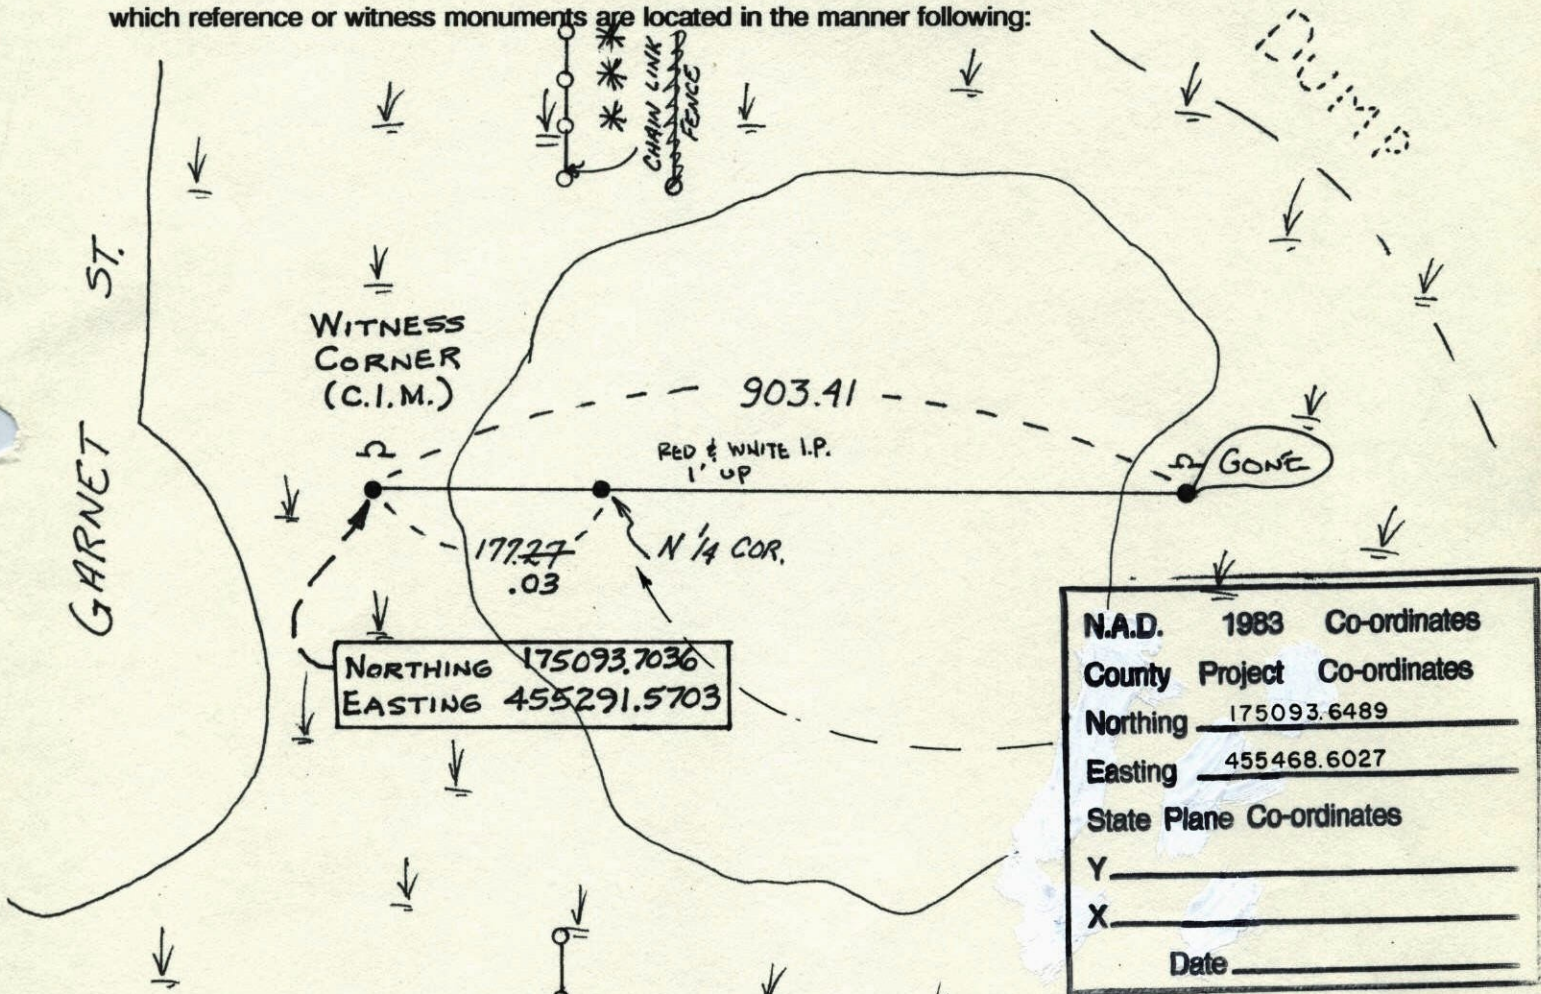 which reference or witness monuments are located in the manner following:
CHAIN LINK
FENCE
DUMP
GARNET ST.
WITNESS
CORNER
(C.I.M.)
903.41
RED & WHITE I.P.
1' UP
GONE
177.27
.03
N 1/4 COR.
NORTHING 175093.7036
EASTING 455291.5703
N.A.D. 1983 Co-ordinates
County Project Co-ordinates
Northing 175093.6489
Easting 455468.6027
State Plane Co-ordinates
Y
X
Date